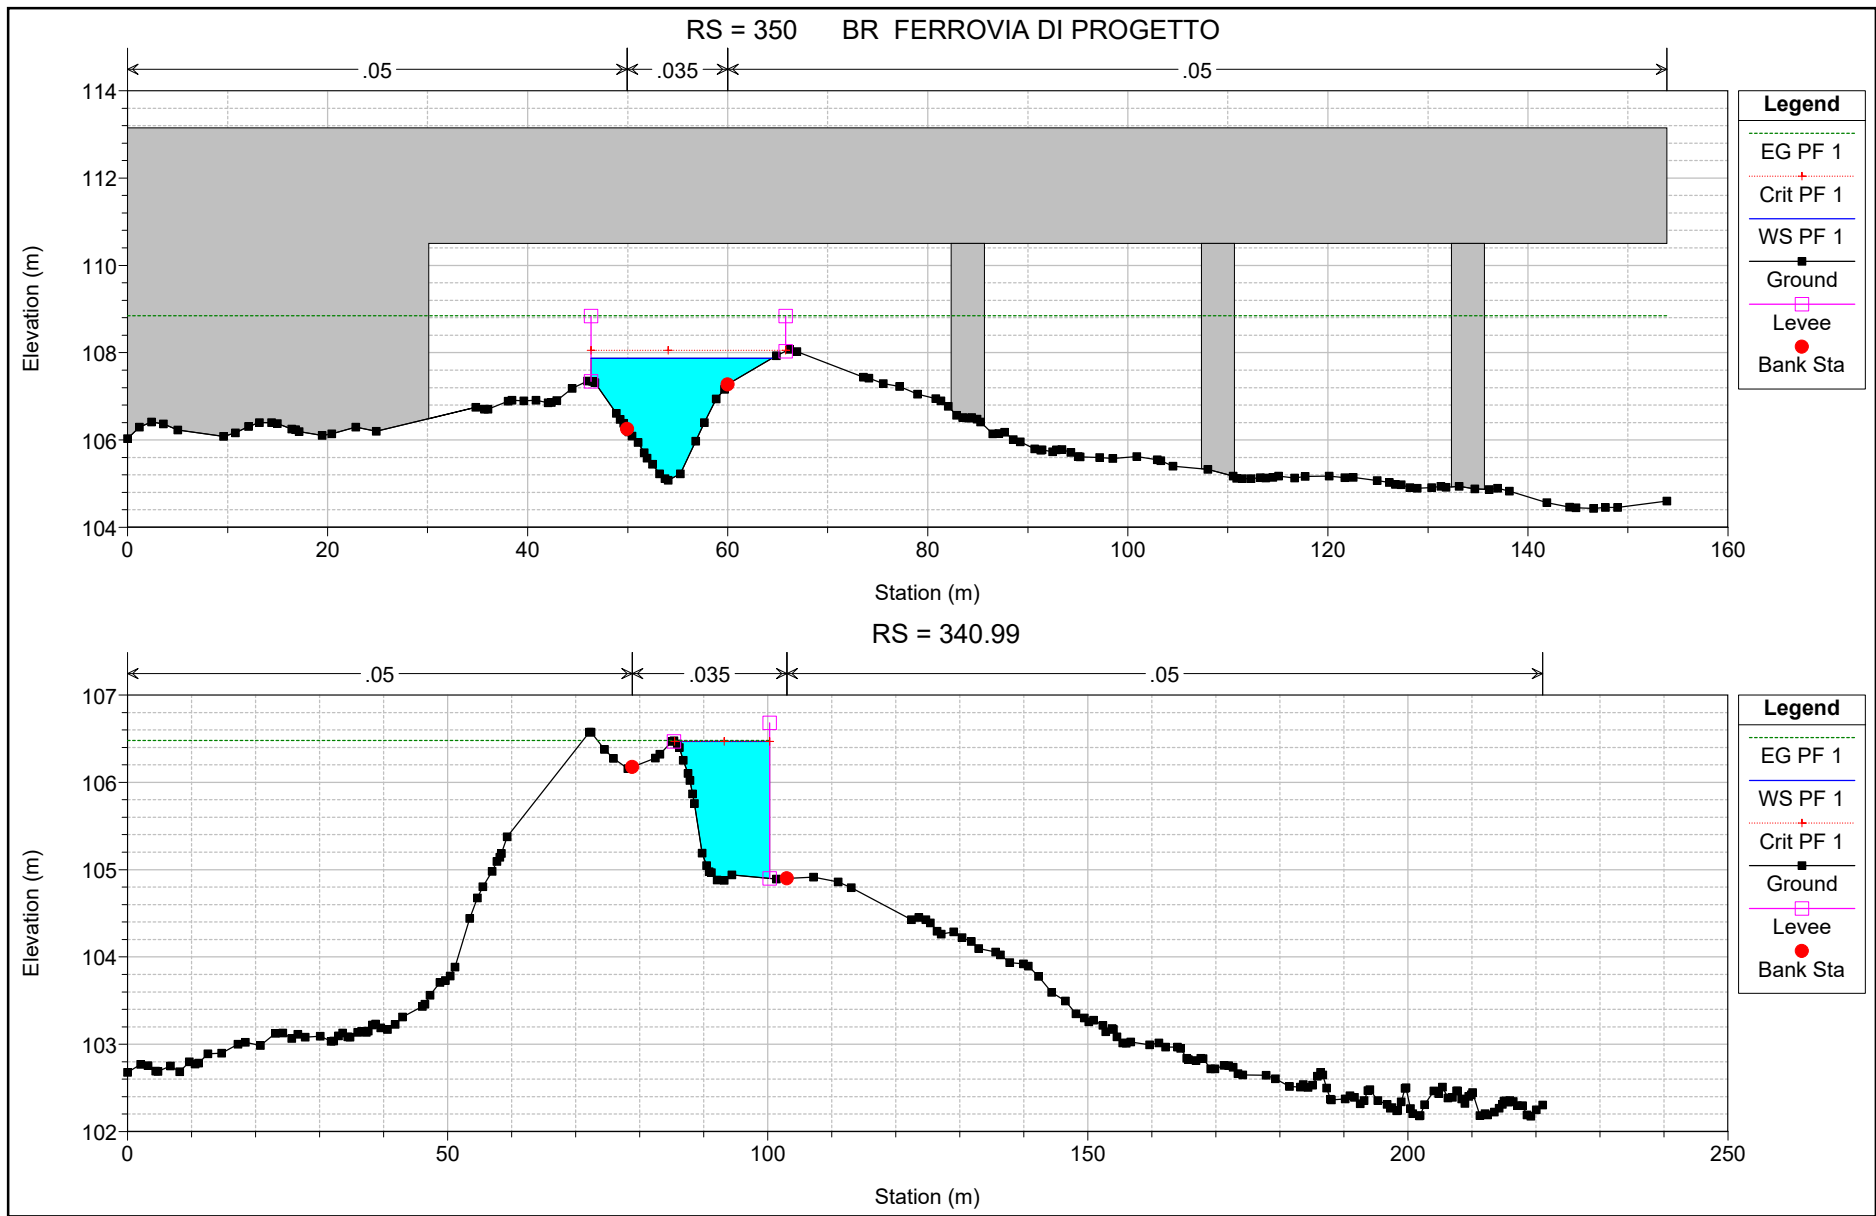 RS = 350 BR FERROVIA DI PROGETTO
.05 .035 .05
114
112
110
108
106
104
Elevation (m)
0 20 40 60 80 100 120 140 160
Station (m)
Legend
EG PF 1
Crit PF 1
WS PF 1
Ground
Levee
Bank Sta
RS = 340.99
.05 .035 .05
107
106
105
104
103
102
Elevation (m)
0 50 100 150 200 250
Station (m)
Legend
EG PF 1
WS PF 1
Crit PF 1
Ground
Levee
Bank Sta